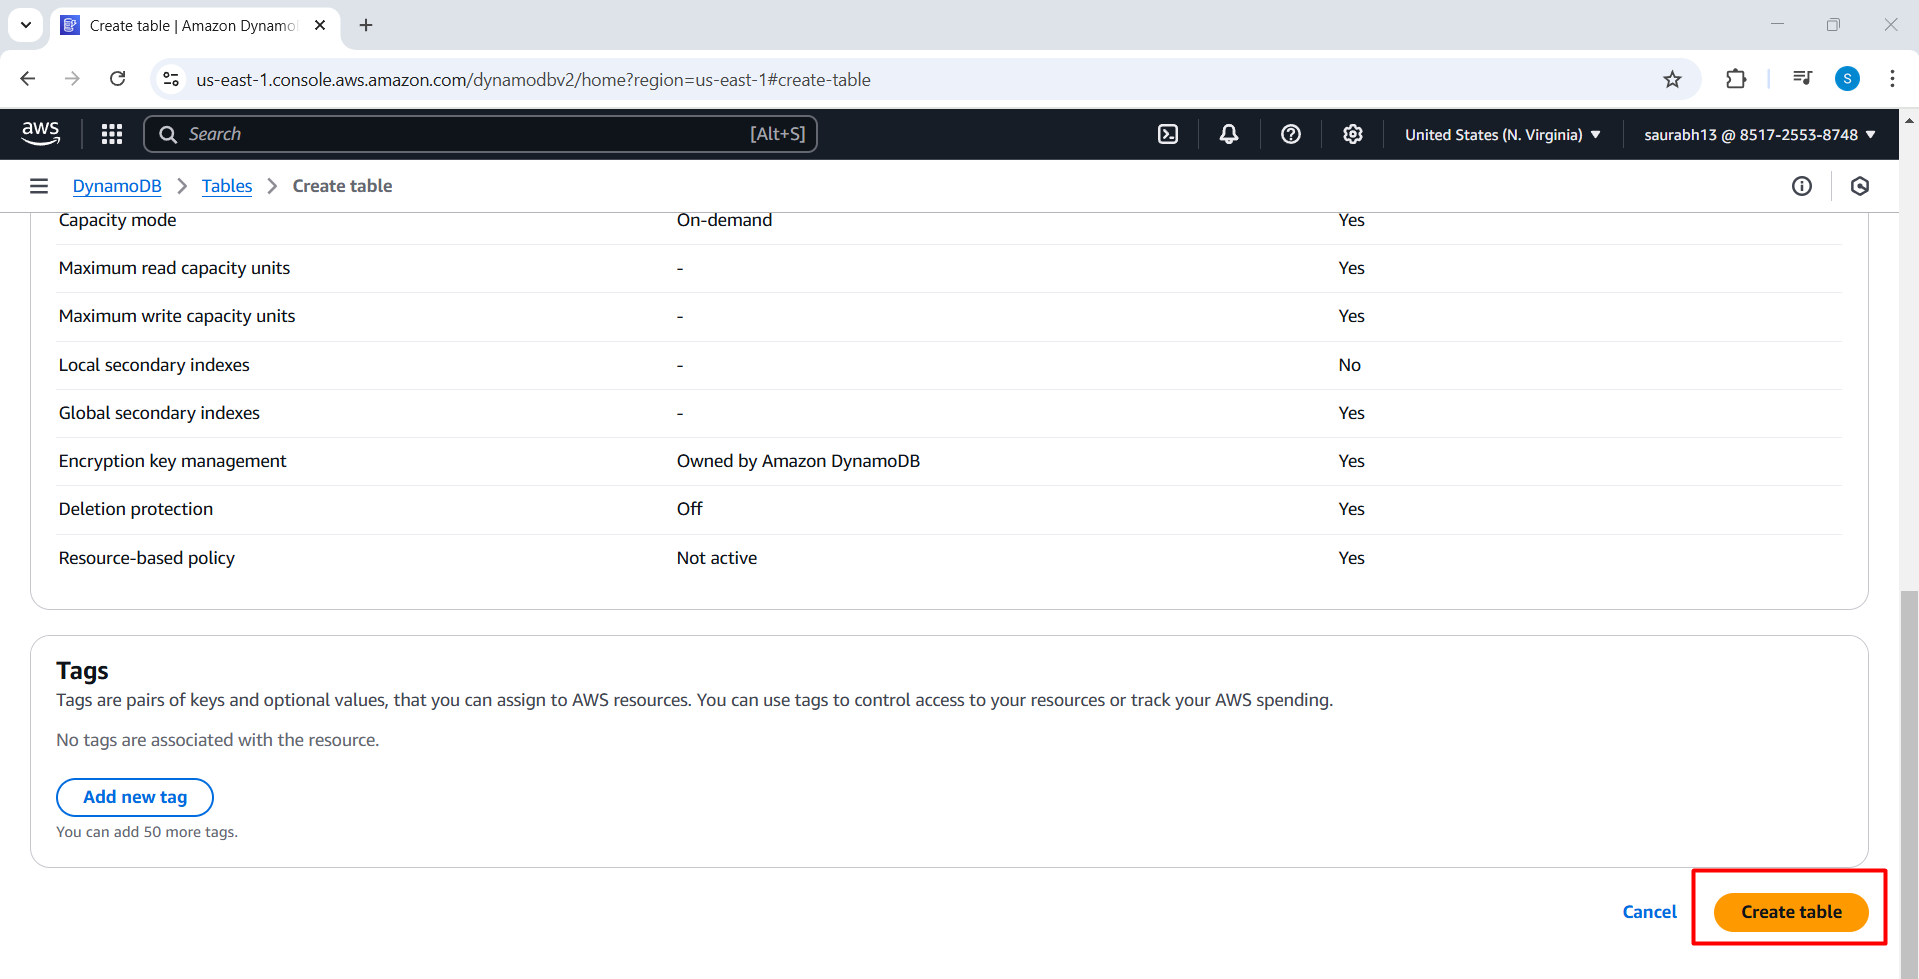 Create table | Amazon Dynamo
us-east-1.console.aws.amazon.com/dynamodbv2/home?region=us-east-1#create-table
S
aws
Search
[Alt+S]
United States (N. Virginia)
saurabh13 @ 8517-2553-8748
DynamoDB > Tables > Create table
Capacity mode On-demand Yes
Maximum read capacity units - Yes
Maximum write capacity units - Yes
Local secondary indexes - No
Global secondary indexes - Yes
Encryption key management Owned by Amazon DynamoDB Yes
Deletion protection Off Yes
Resource-based policy Not active Yes
Tags
Tags are pairs of keys and optional values, that you can assign to AWS resources. You can use tags to control access to your resources or track your AWS spending.
No tags are associated with the resource.
Add new tag
You can add 50 more tags.
Cancel
Create table